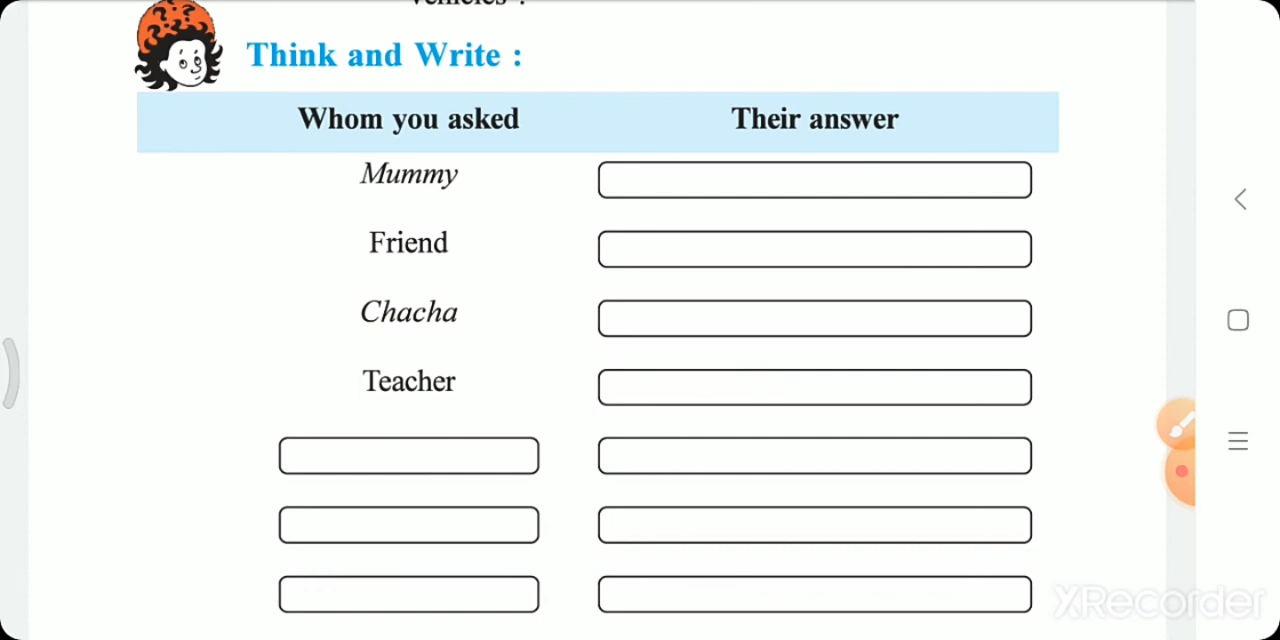 Think and Write :
Whom you asked Their answer
Mummy
Friend
Chacha
Teacher
XRecorder